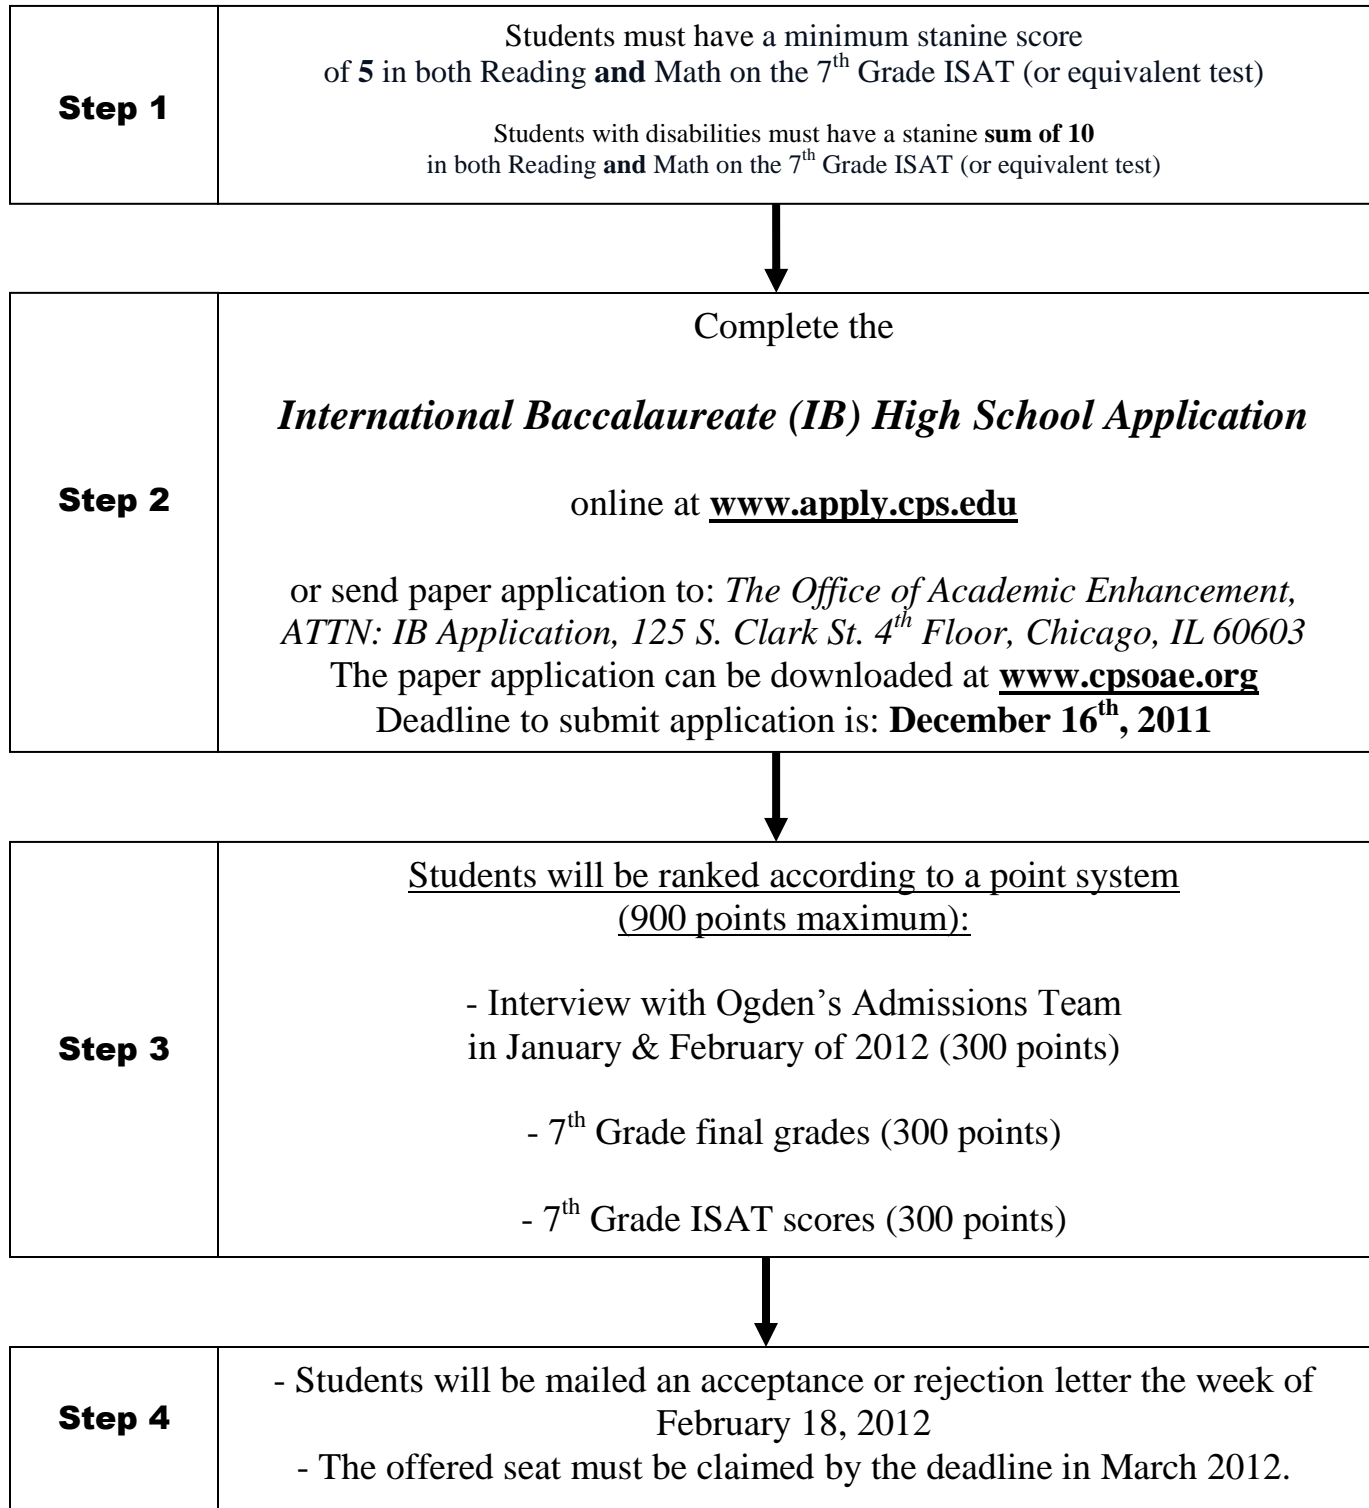 Step 1
Students must have a minimum stanine score
of 5 in both Reading and Math on the 7th Grade ISAT (or equivalent test)
Students with disabilities must have a stanine sum of 10
in both Reading and Math on the 7th Grade ISAT (or equivalent test)
Step 2
Complete the
International Baccalaureate (IB) High School Application
online at www.apply.cps.edu
or send paper application to: The Office of Academic Enhancement,
ATTN: IB Application, 125 S. Clark St. 4th Floor, Chicago, IL 60603
The paper application can be downloaded at www.cpsoae.org
Deadline to submit application is: December 16th, 2011
Step 3
Students will be ranked according to a point system
(900 points maximum):
- Interview with Ogden’s Admissions Team
in January & February of 2012 (300 points)
- 7th Grade final grades (300 points)
- 7th Grade ISAT scores (300 points)
Step 4
- Students will be mailed an acceptance or rejection letter the week of
February 18, 2012
- The offered seat must be claimed by the deadline in March 2012.